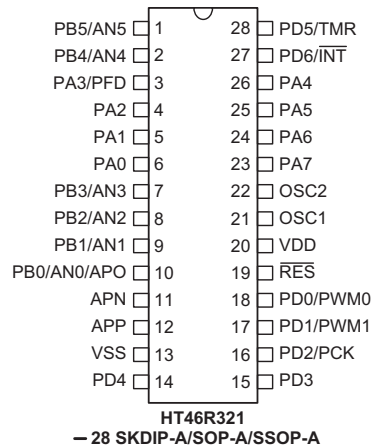 PB5/AN5 1 28 PD5/TMR
PB4/AN4 2 27 PD6/INT
PA3/PFD 3 26 PA4
PA2 4 25 PA5
PA1 5 24 PA6
PA0 6 23 PA7
PB3/AN3 7 22 OSC2
PB2/AN2 8 21 OSC1
PB1/AN1 9 20 VDD
PB0/AN0/APO 10 19 RES
APN 11 18 PD0/PWM0
APP 12 17 PD1/PWM1
VSS 13 16 PD2/PCK
PD4 14 15 PD3
HT46R321
– 28 SKDIP-A/SOP-A/SSOP-A